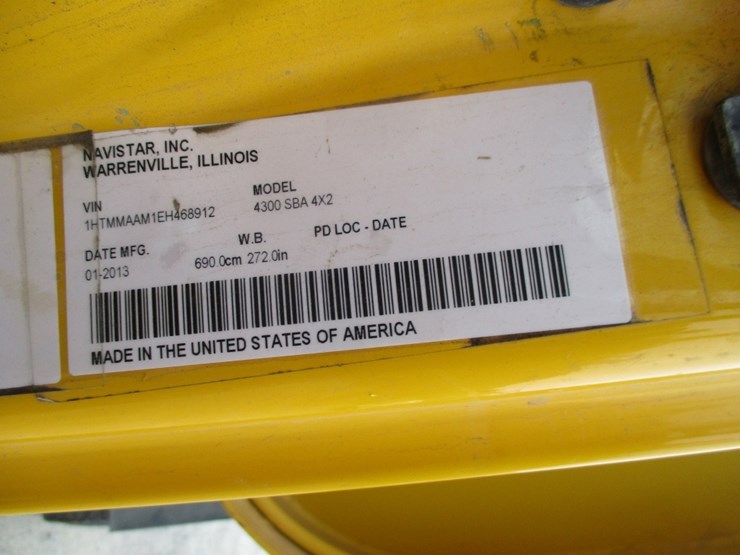 NAVISTAR, INC.
WARRENVILLE, ILLINOIS
VIN MODEL
1HTMMAAM1EH468912 4300 SBA 4X2
DATE MFG. W.B. PD LOC - DATE
01-2013 690.0cm 272.0in
MADE IN THE UNITED STATES OF AMERICA